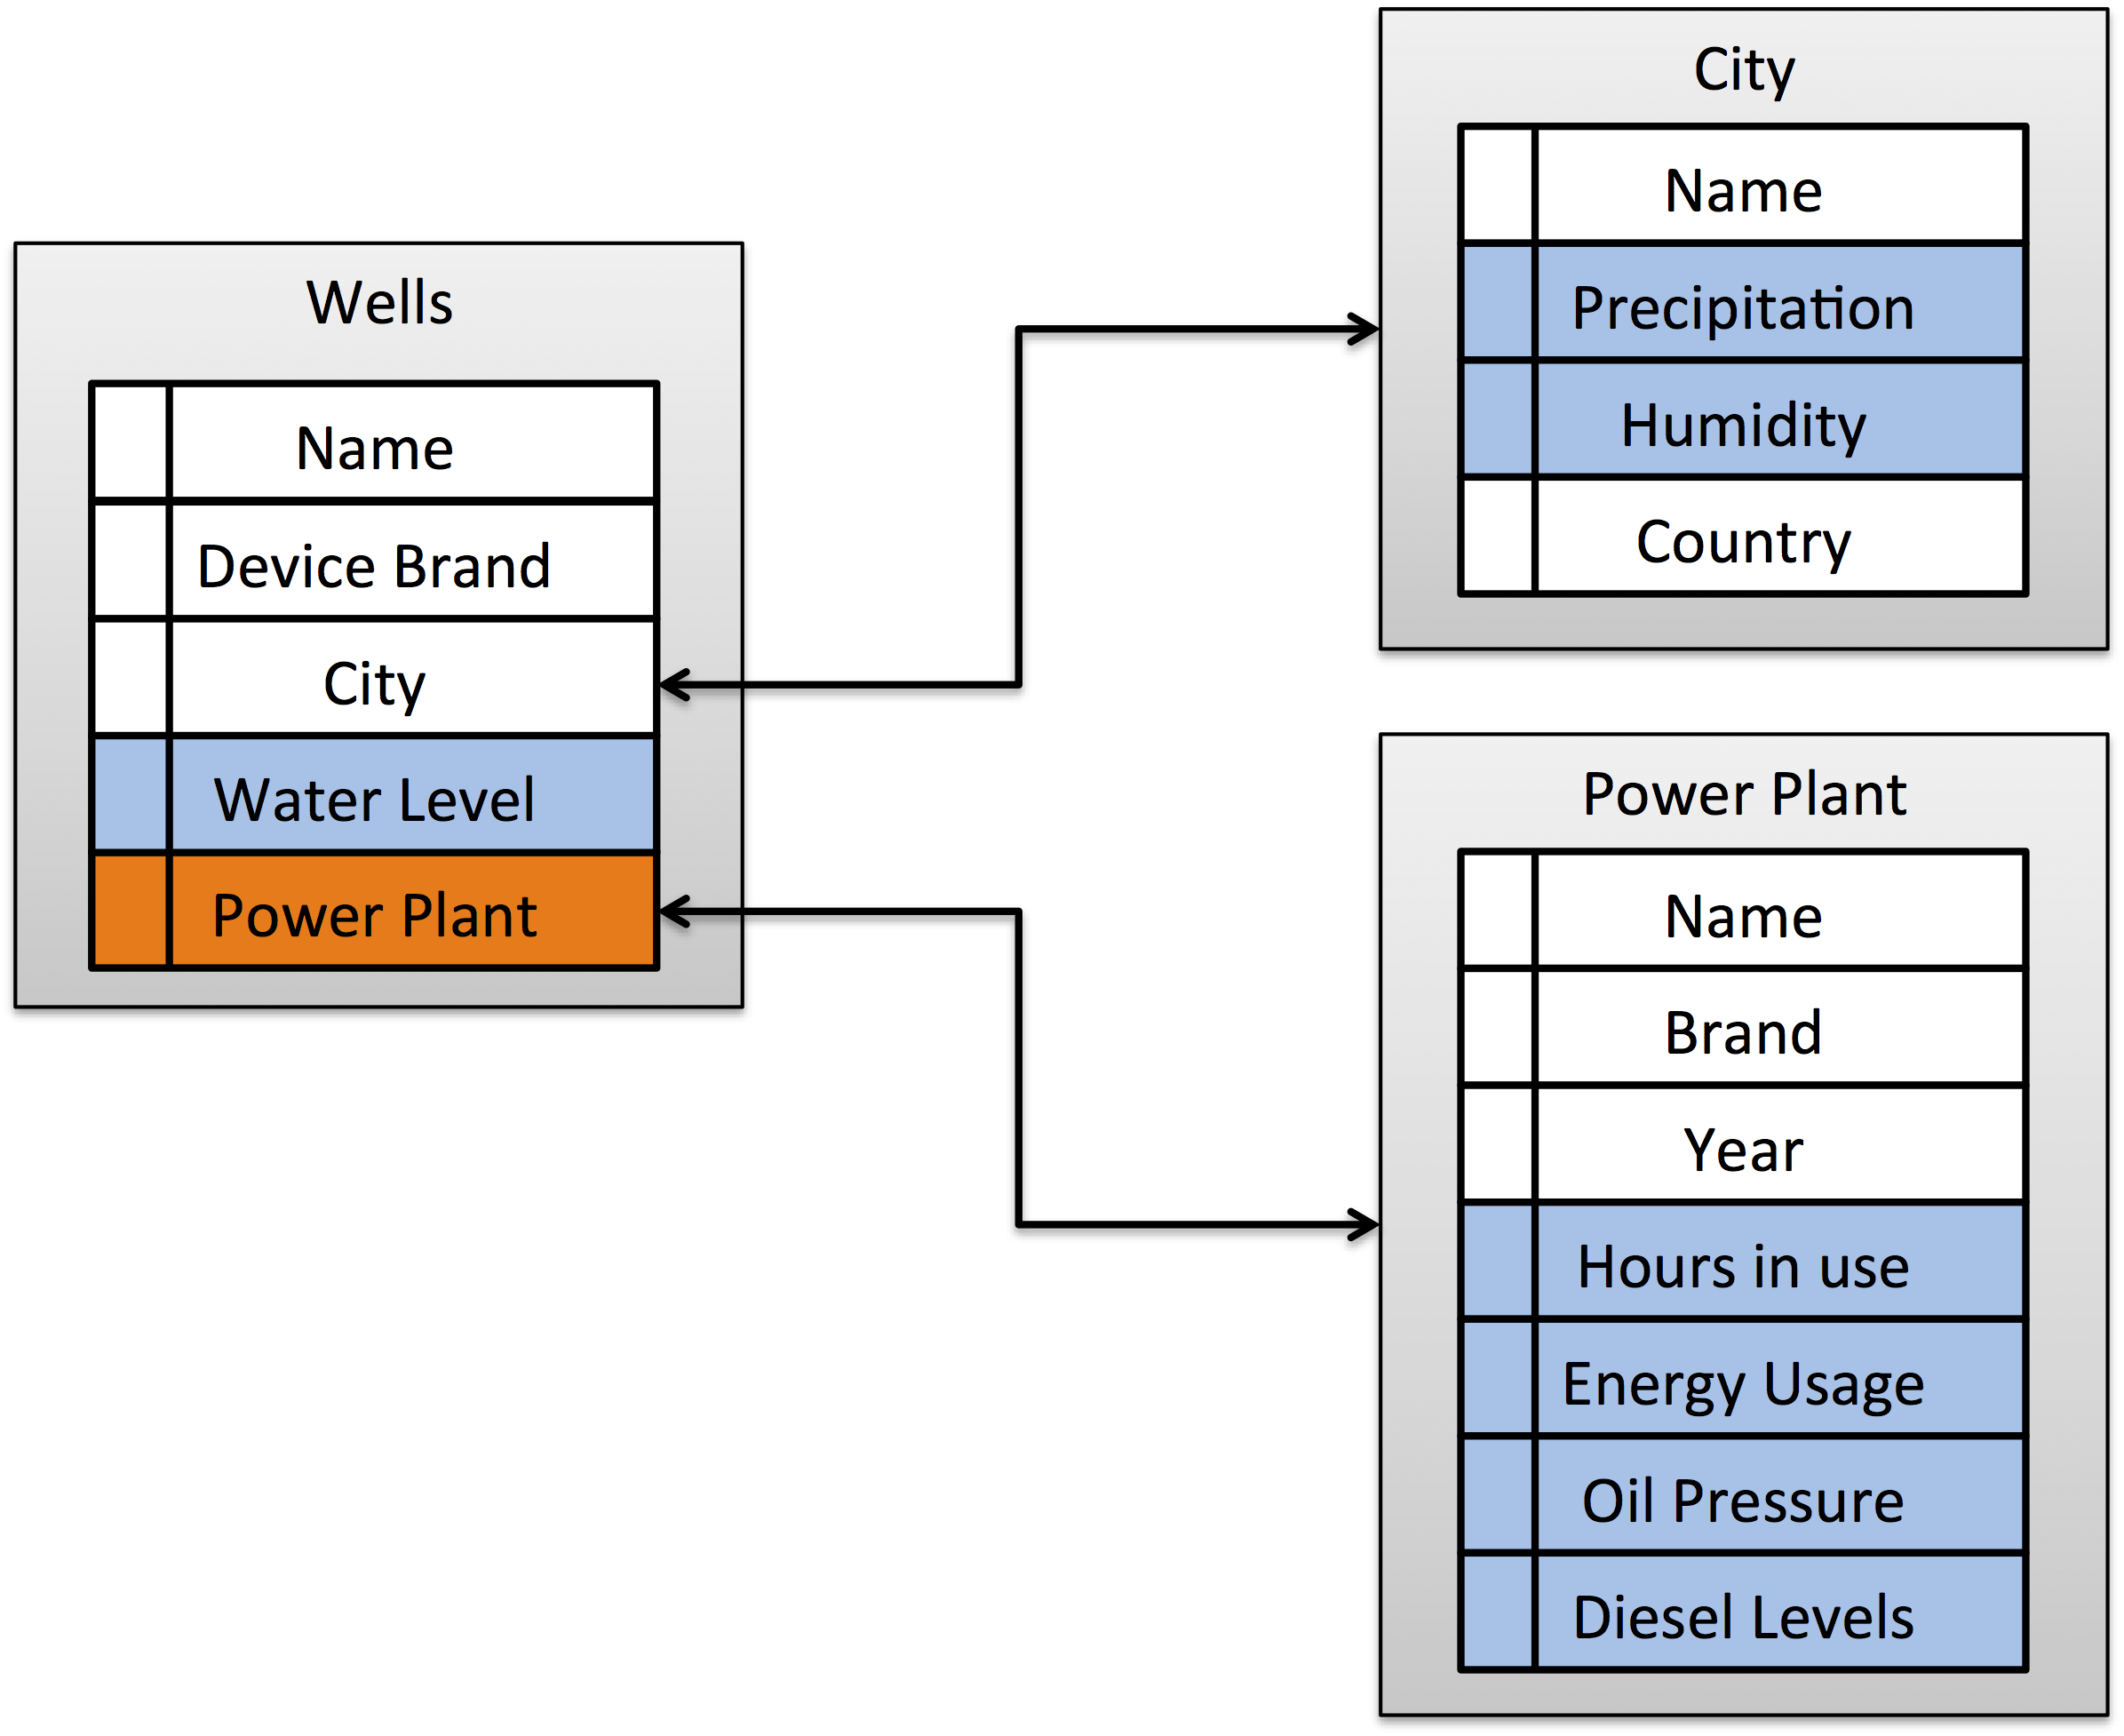 Wells
Name
Device Brand
City
Water Level
Power Plant
City
Name
Precipitation
Humidity
Country
Power Plant
Name
Brand
Year
Hours in use
Energy Usage
Oil Pressure
Diesel Levels